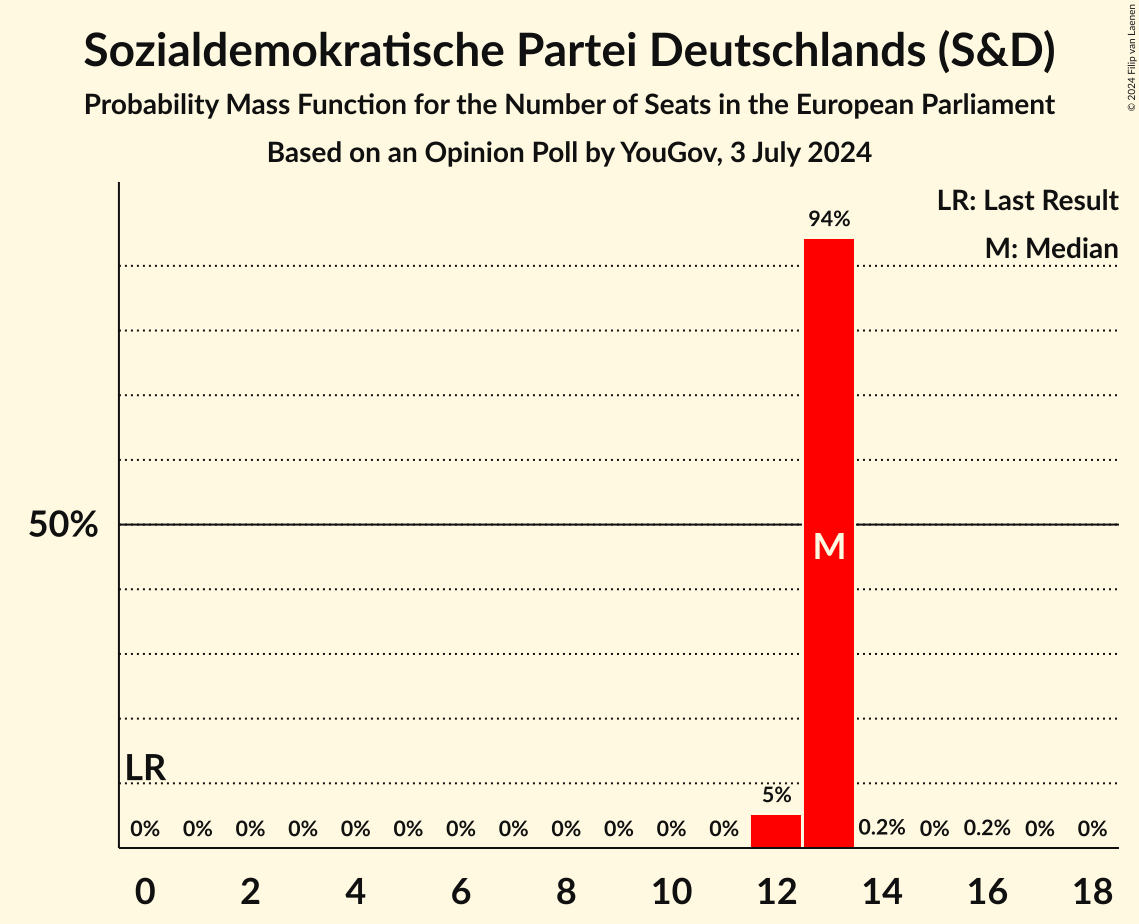 Sozialdemokratische Partei Deutschlands (S&D)
Probability Mass Function for the Number of Seats in the European Parliament
Based on an Opinion Poll by YouGov, 3 July 2024
© 2024 Filip van Laenen
LR: Last Result
M: Median
94%
50%
M
LR
5%
0% 0% 0% 0% 0% 0% 0% 0% 0% 0% 0% 0% 0.2% 0% 0.2% 0% 0%
0 2 4 6 8 10 12 14 16 18